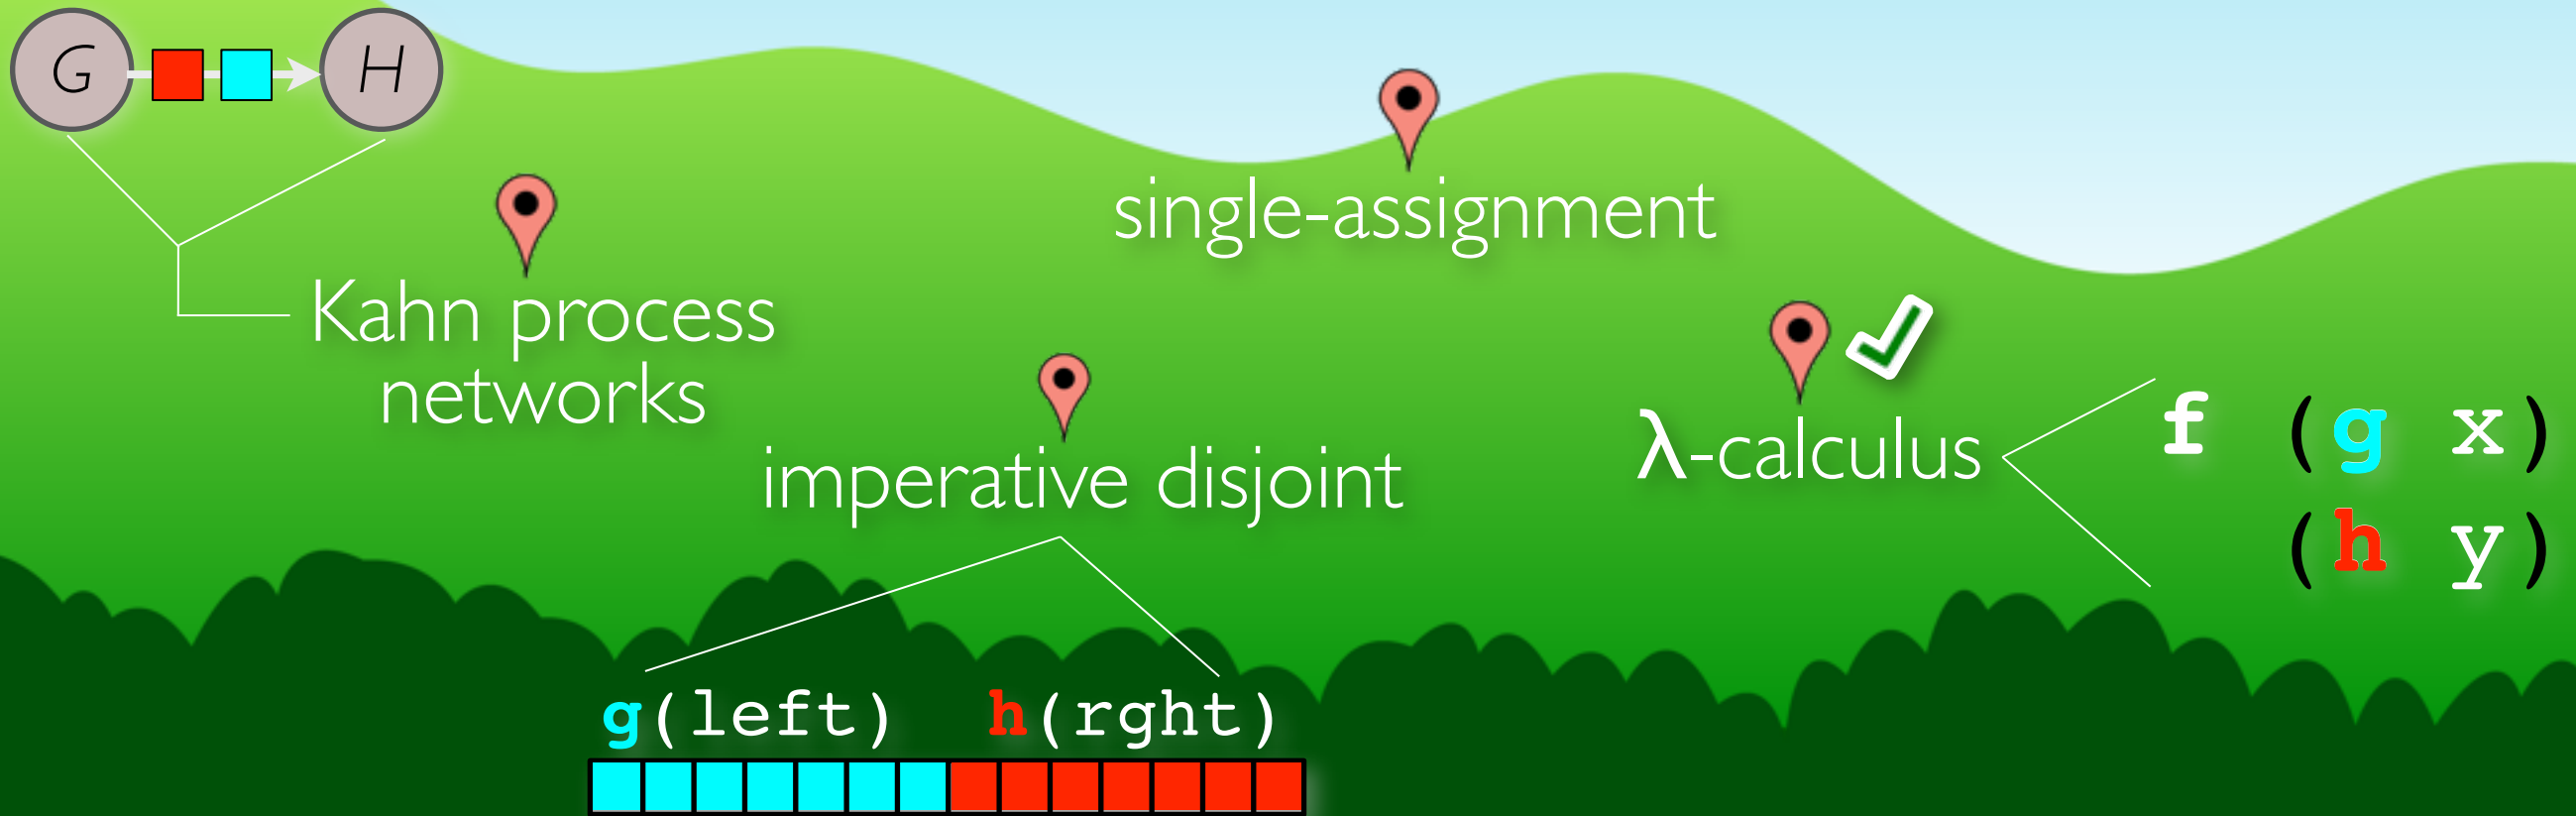 G H
single-assignment
Kahn process
networks
λ-calculus
f (g x)
(h y)
imperative disjoint
g(left) h(rght)